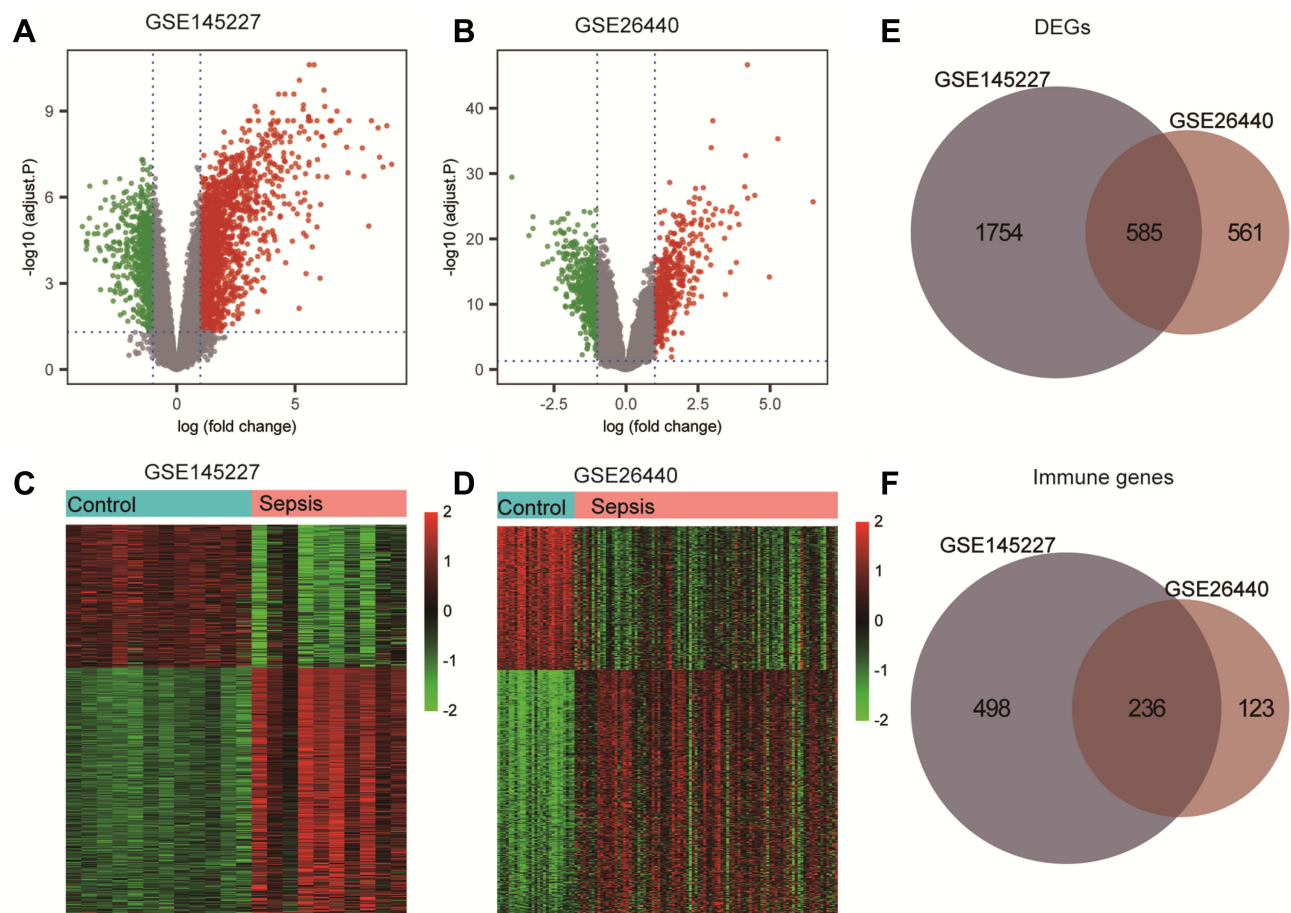 A
GSE145227
-log10 (adjust.P)
9
6
3
0
0
5
log (fold change)
B
GSE26440
-log10 (adjust.P)
40
30
20
10
0
-2.5
0.0
2.5
5.0
log (fold change)
E
DEGs
GSE145227
GSE26440
1754
585
561
C
GSE145227
Control
Sepsis
2
1
0
-1
-2
D
GSE26440
Control
Sepsis
2
1
0
-1
-2
F
Immune genes
GSE145227
GSE26440
498
236
123